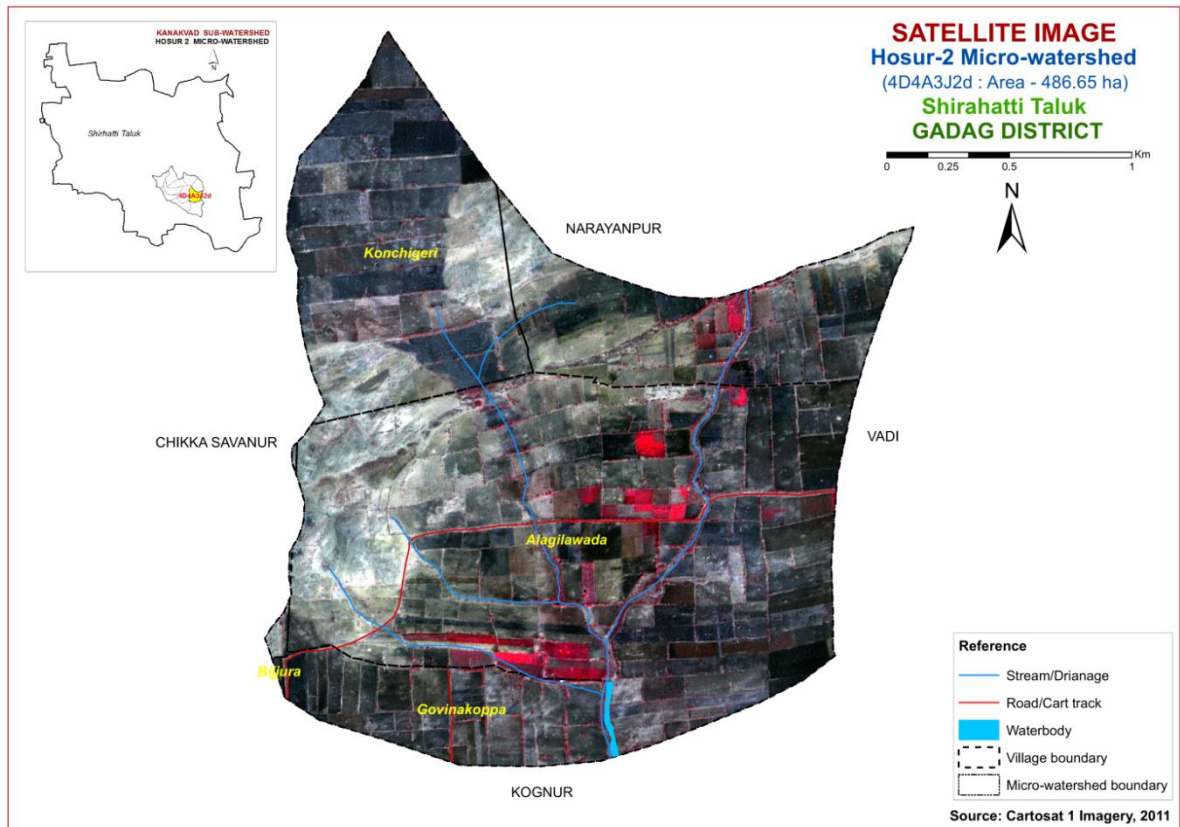 KANAKVAD SUB-WATERSHED
HOSUR 2 MICRO-WATERSHED
N
Shirhatti Taluk
4D4A3J2d
SATELLITE IMAGE
Hosur-2 Micro-watershed
(4D4A3J2d : Area - 486.65 ha)
Shirahatti Taluk
GADAG DISTRICT
Km
0 0.25 0.5 1
N
NARAYANPUR
Konchigeri
CHIKKA SAVANUR
VADI
Alagilawada
Bijjura
Govinakoppa
KOGNUR
Reference
Stream/Drianage
Road/Cart track
Waterbody
Village boundary
Micro-watershed boundary
Source: Cartosat 1 Imagery, 2011